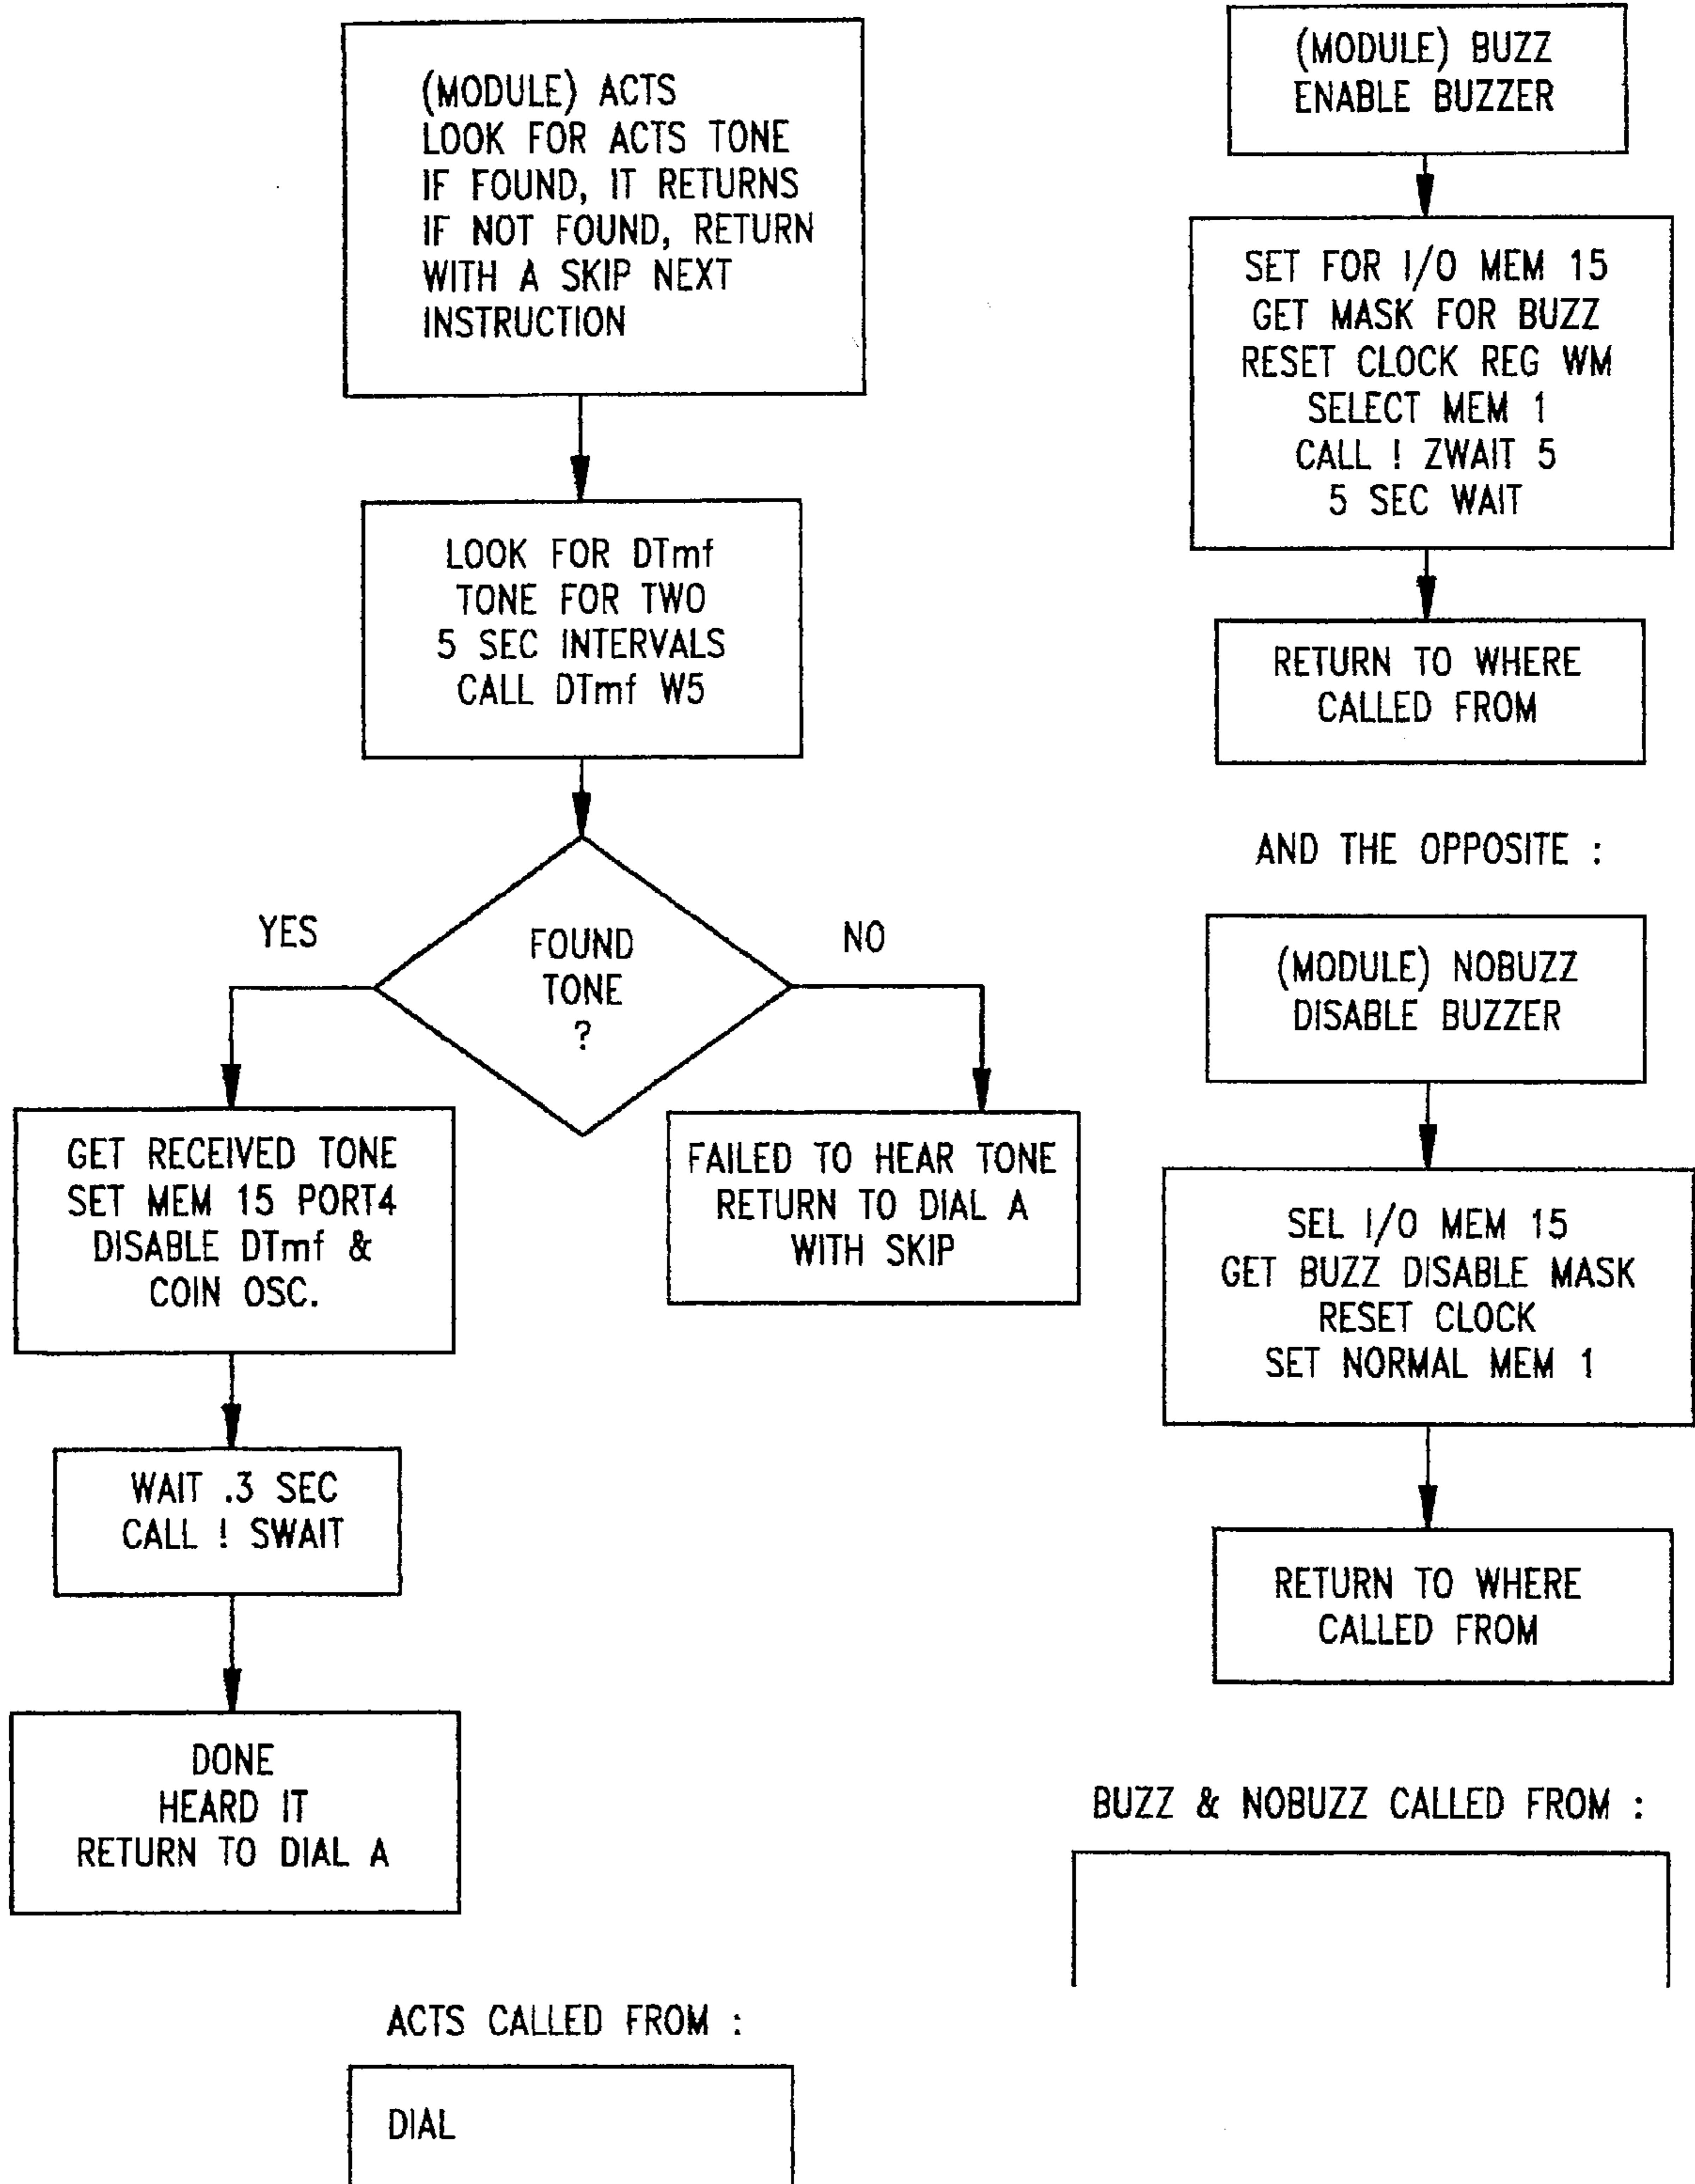 (MODULE) ACTS
LOOK FOR ACTS TONE
IF FOUND, IT RETURNS
IF NOT FOUND, RETURN
WITH A SKIP NEXT
INSTRUCTION
LOOK FOR DTmf
TONE FOR TWO
5 SEC INTERVALS
CALL DTmf W5
YES
FOUND
TONE
?
NO
GET RECEIVED TONE
SET MEM 15 PORT4
DISABLE DTmf &
COIN OSC.
FAILED TO HEAR TONE
RETURN TO DIAL A
WITH SKIP
WAIT .3 SEC
CALL ! SWAIT
DONE
HEARD IT
RETURN TO DIAL A
ACTS CALLED FROM :
DIAL
(MODULE) BUZZ
ENABLE BUZZER
SET FOR I/O MEM 15
GET MASK FOR BUZZ
RESET CLOCK REG WM
SELECT MEM 1
CALL ! ZWAIT 5
5 SEC WAIT
RETURN TO WHERE
CALLED FROM
AND THE OPPOSITE :
(MODULE) NOBUZZ
DISABLE BUZZER
SEL I/O MEM 15
GET BUZZ DISABLE MASK
RESET CLOCK
SET NORMAL MEM 1
RETURN TO WHERE
CALLED FROM
BUZZ & NOBUZZ CALLED FROM :